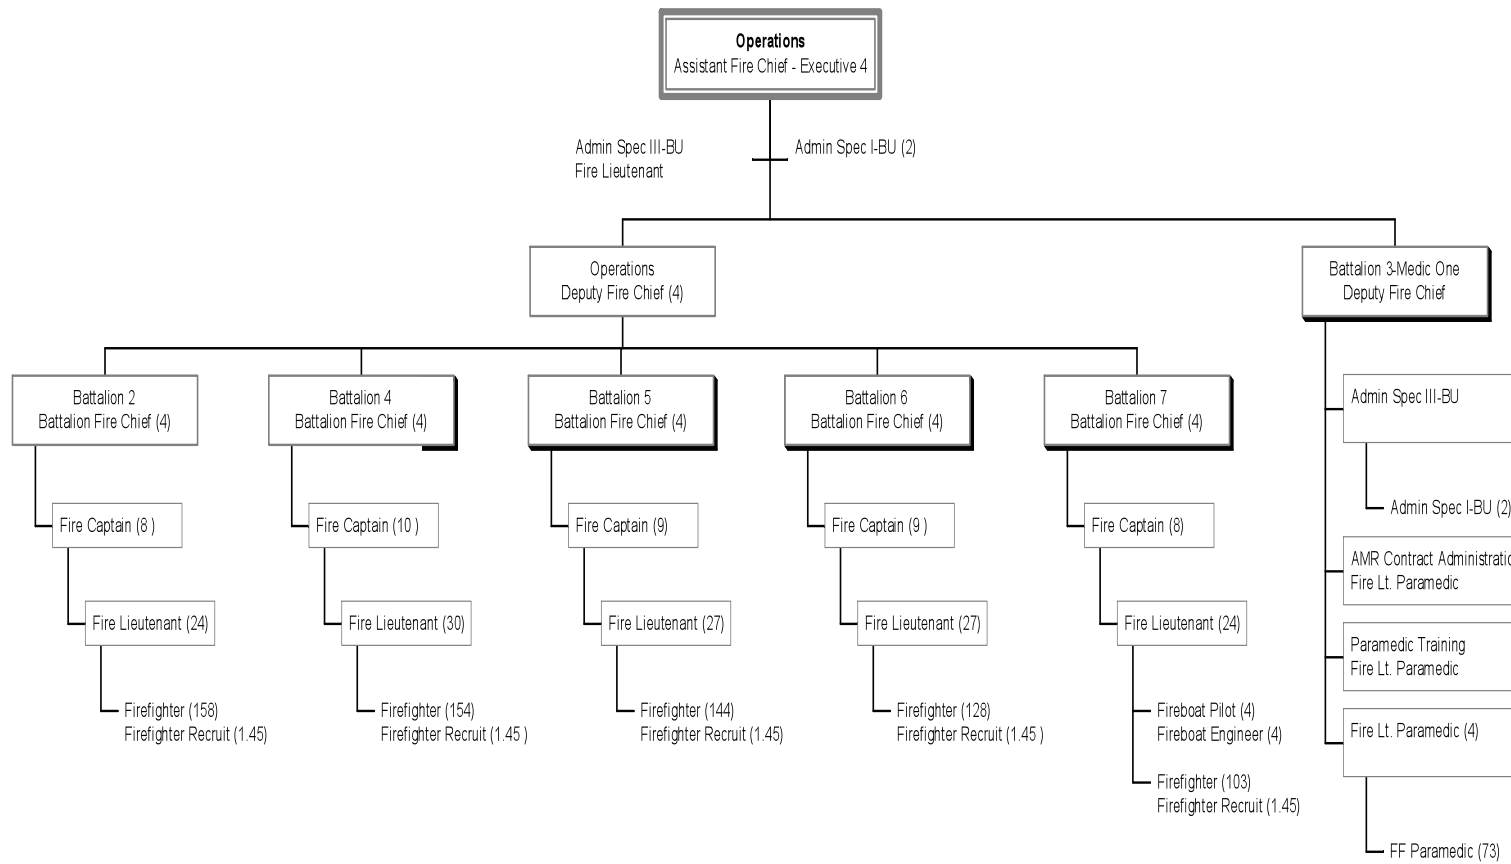 Operations
Assistant Fire Chief - Executive 4
Admin Spec III-BU
Fire Lieutenant
Admin Spec I-BU (2)
Operations
Deputy Fire Chief (4)
Battalion 3-Medic One
Deputy Fire Chief
Battalion 2
Battalion Fire Chief (4)
Battalion 4
Battalion Fire Chief (4)
Battalion 5
Battalion Fire Chief (4)
Battalion 6
Battalion Fire Chief (4)
Battalion 7
Battalion Fire Chief (4)
Fire Captain (8 )
Fire Captain (10 )
Fire Captain (9)
Fire Captain (9 )
Fire Captain (8)
Fire Lieutenant (24)
Fire Lieutenant (30)
Fire Lieutenant (27)
Fire Lieutenant (27)
Fire Lieutenant (24)
Firefighter (158)
Firefighter Recruit (1.45)
Firefighter (154)
Firefighter Recruit (1.45 )
Firefighter (144)
Firefighter Recruit (1.45)
Firefighter (128)
Firefighter Recruit (1.45 )
Fireboat Pilot (4)
Fireboat Engineer (4)
Firefighter (103)
Firefighter Recruit (1.45)
Admin Spec III-BU
Admin Spec I-BU (2)
AMR Contract Administratio
Fire Lt. Paramedic
Paramedic Training
Fire Lt. Paramedic
Fire Lt. Paramedic (4)
FF Paramedic (73)